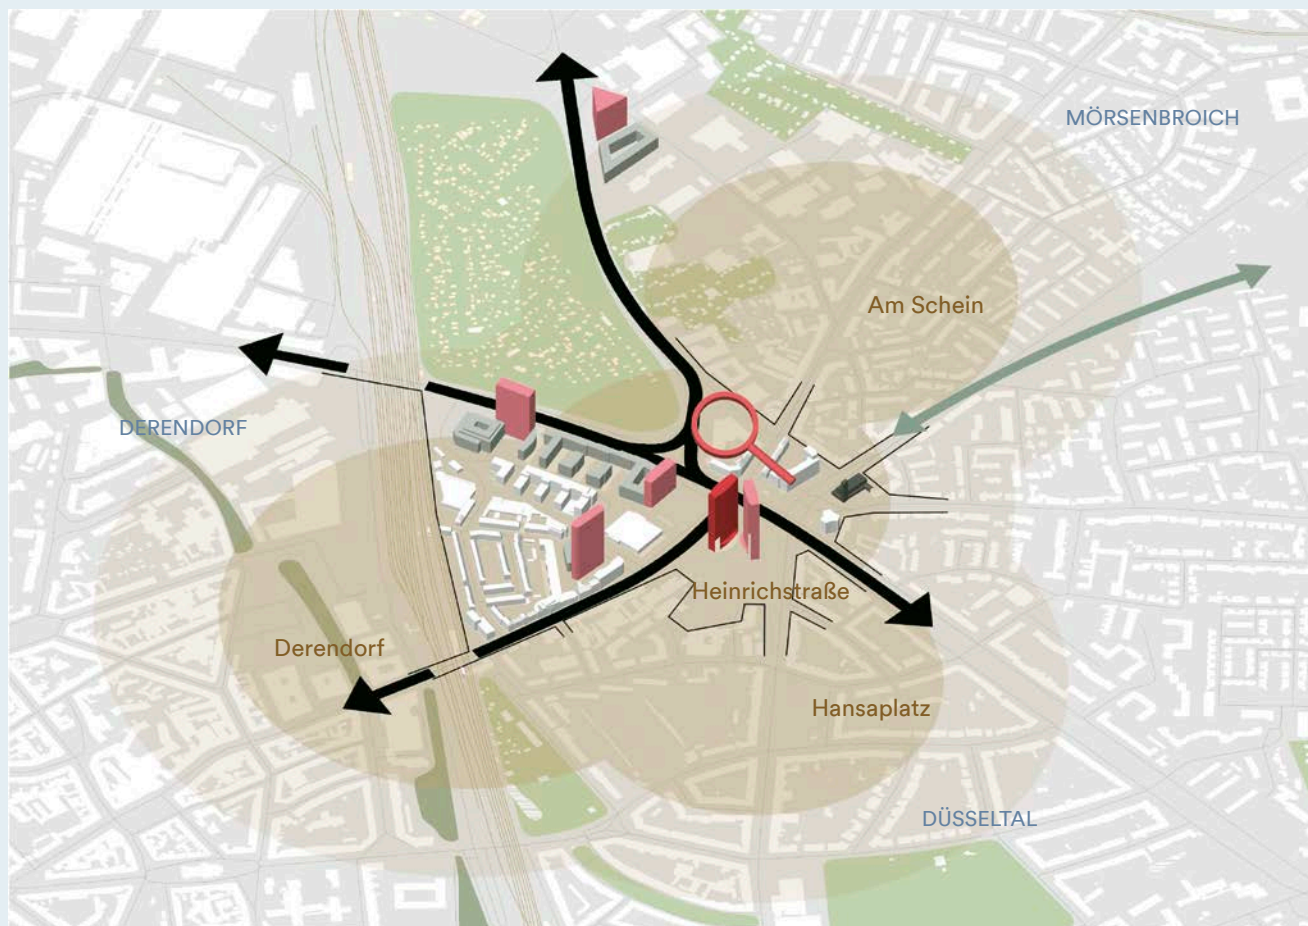 MÖRSENBROICH
Am Schein
DERENDORF
Heinrichstraße
Derendorf
Hansaplatz
DÜSSELTAL